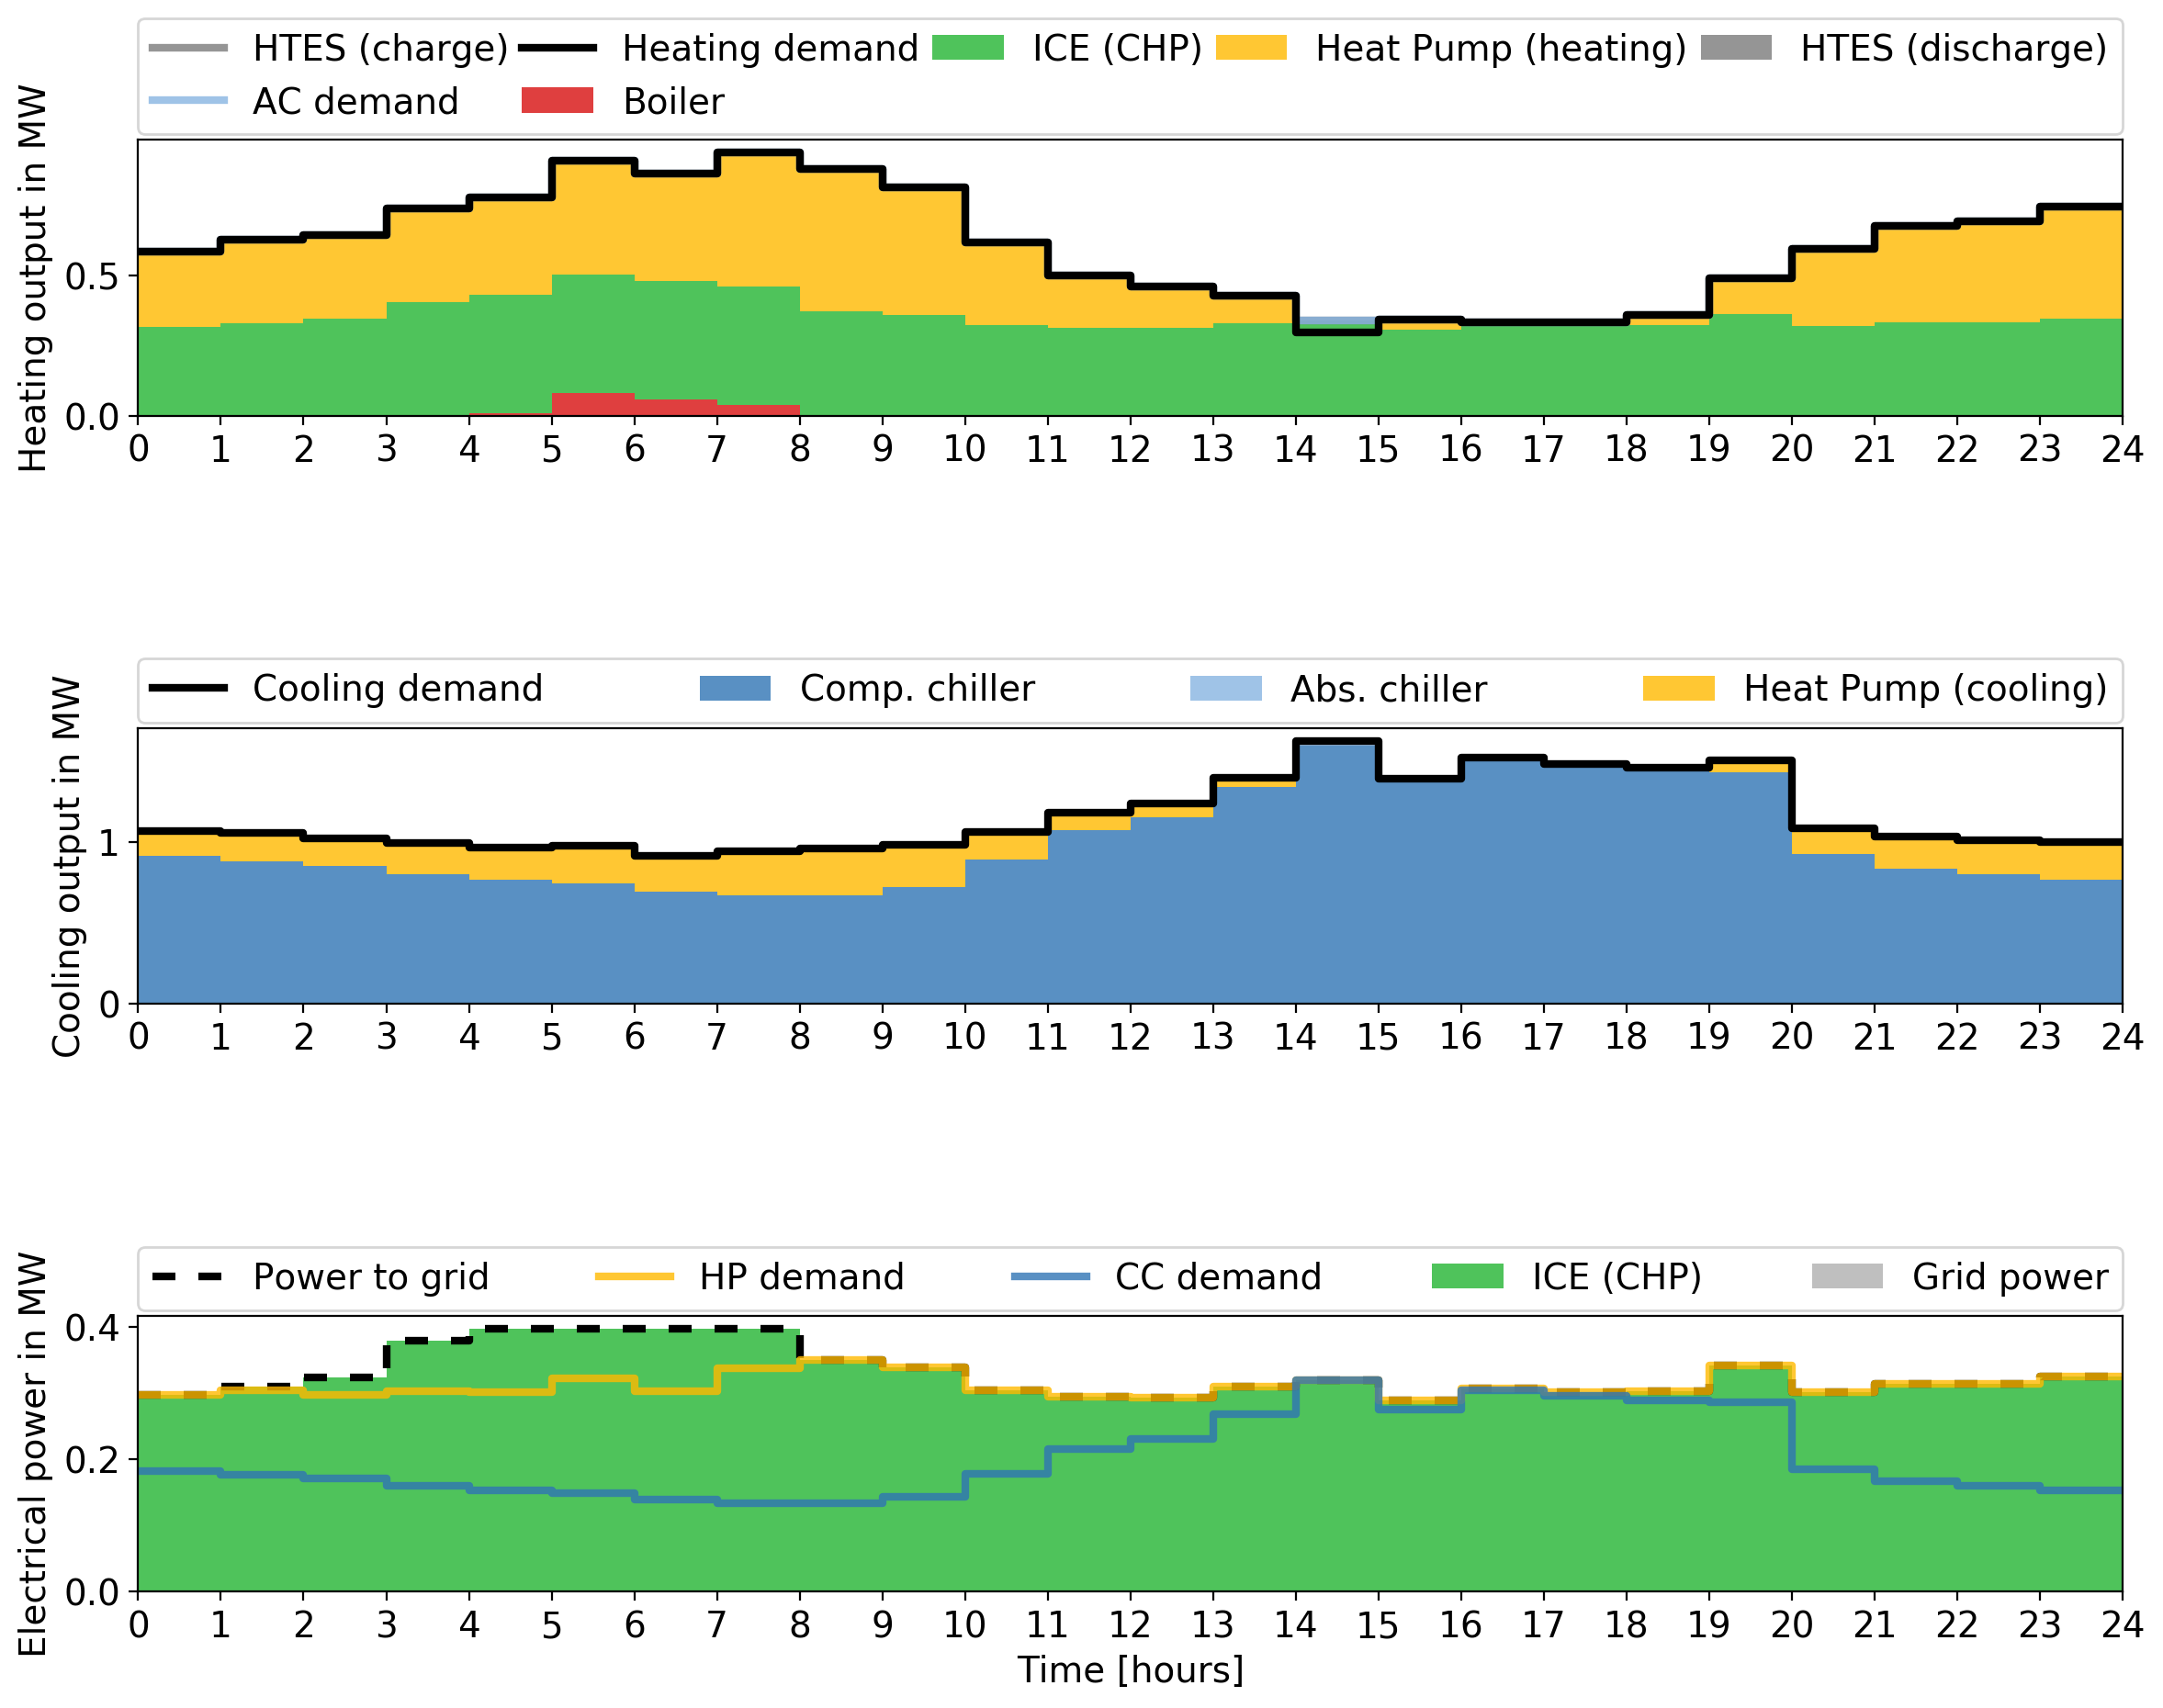 HTES (charge) Heating demand ICE (CHP) Heat Pump (heating) HTES (discharge)
AC demand Boiler
Heating output in MW
0.5
0.0
0 1 2 3 4 5 6 7 8 9 10 11 12 13 14 15 16 17 18 19 20 21 22 23 24
Cooling demand Comp. chiller Abs. chiller Heat Pump (cooling)
Cooling output in MW
1
0
0 1 2 3 4 5 6 7 8 9 10 11 12 13 14 15 16 17 18 19 20 21 22 23 24
Power to grid HP demand CC demand ICE (CHP) Grid power
Electrical power in MW
0.4
0.2
0.0
0 1 2 3 4 5 6 7 8 9 10 11 12 13 14 15 16 17 18 19 20 21 22 23 24
Time [hours]